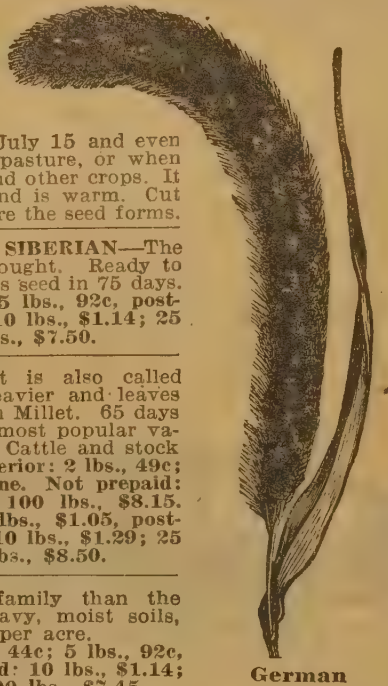 July 15 and even
pasture, or when
nd other crops. It
nd is warm. Cut
re the seed forms.
SIBERIAN—The
ought. Ready to
s seed in 75 days.
5 lbs., 92c, post-
10 lbs., $1.14; 25
s., $7.50.
t is also called
eavier and leaves
n Millet. 65 days
most popular va-
Cattle and stock
erior: 2 lbs., 49c;
ne. Not prepaid:
100 lbs., $8.15.
lbs., $1.05, post-
10 lbs., $1.29; 25
bs., $8.50.
family than the
avy, moist soils,
per acre.
44c; 5 lbs., 92c,
d: 10 lbs., $1.14;
German